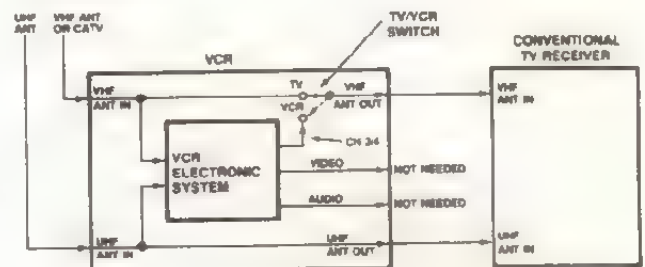 UHF
ANT
VHF ANT
OR CATV
TV/VCR
SWITCH
VCR
CONVENTIONAL
TV RECEIVER
VHF
ANT IN
TV
VCR
VHF
ANT OUT
CH 3/4
VCR
ELECTRONIC
SYSTEM
VIDEO
NOT NEEDED
AUDIO
NOT NEEDED
UHF
ANT IN
UHF
ANT OUT
VHF
ANT IN
UHF
ANT IN